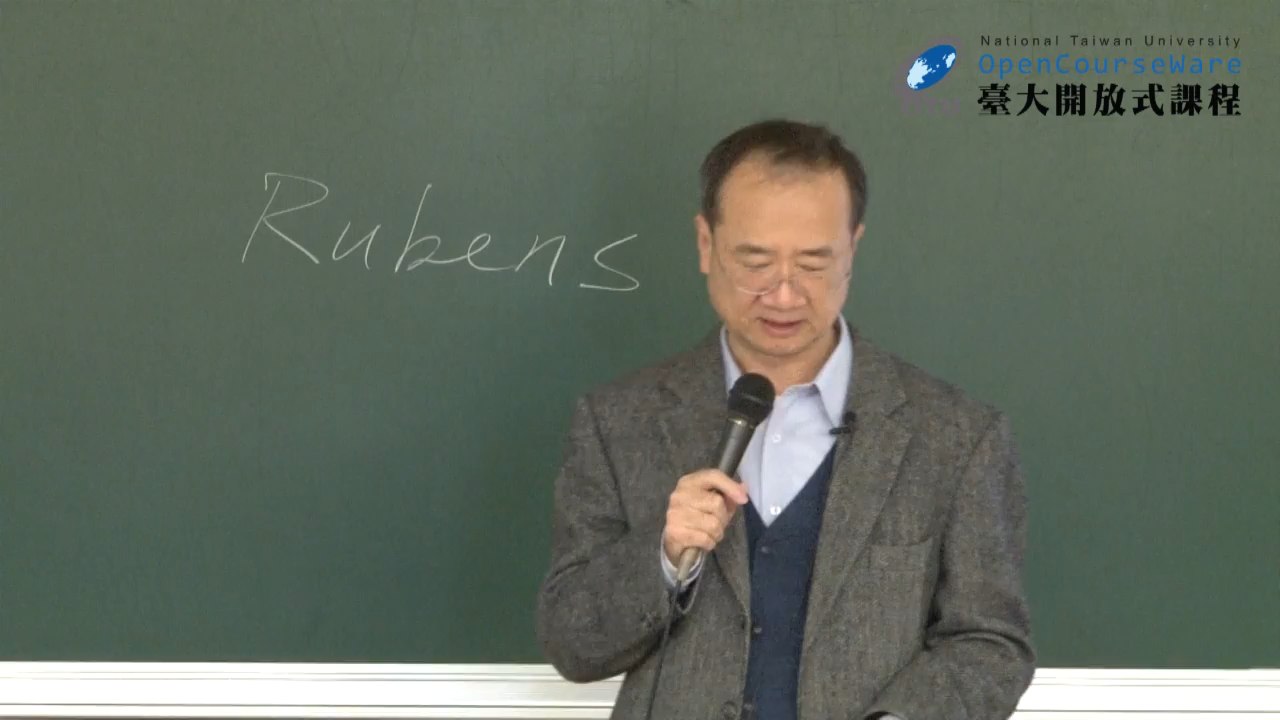 National Taiwan University
OpenCourseWare
臺大開放式課程
Rubens